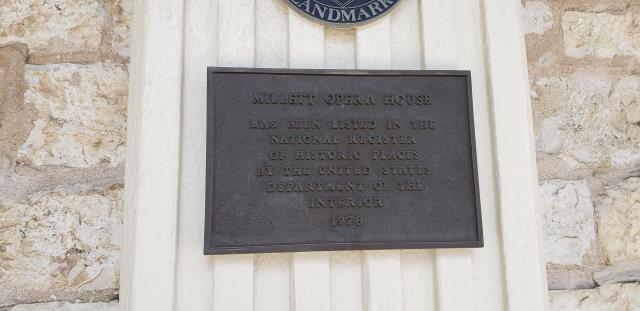 LANDMARK
MILLETT OPERA HOUSE
HAS BEEN LISTED IN THE
NATIONAL REGISTER
OF HISTORIC PLACES
BY THE UNITED STATES
DEPARTMENT OF THE
INTERIOR
1978